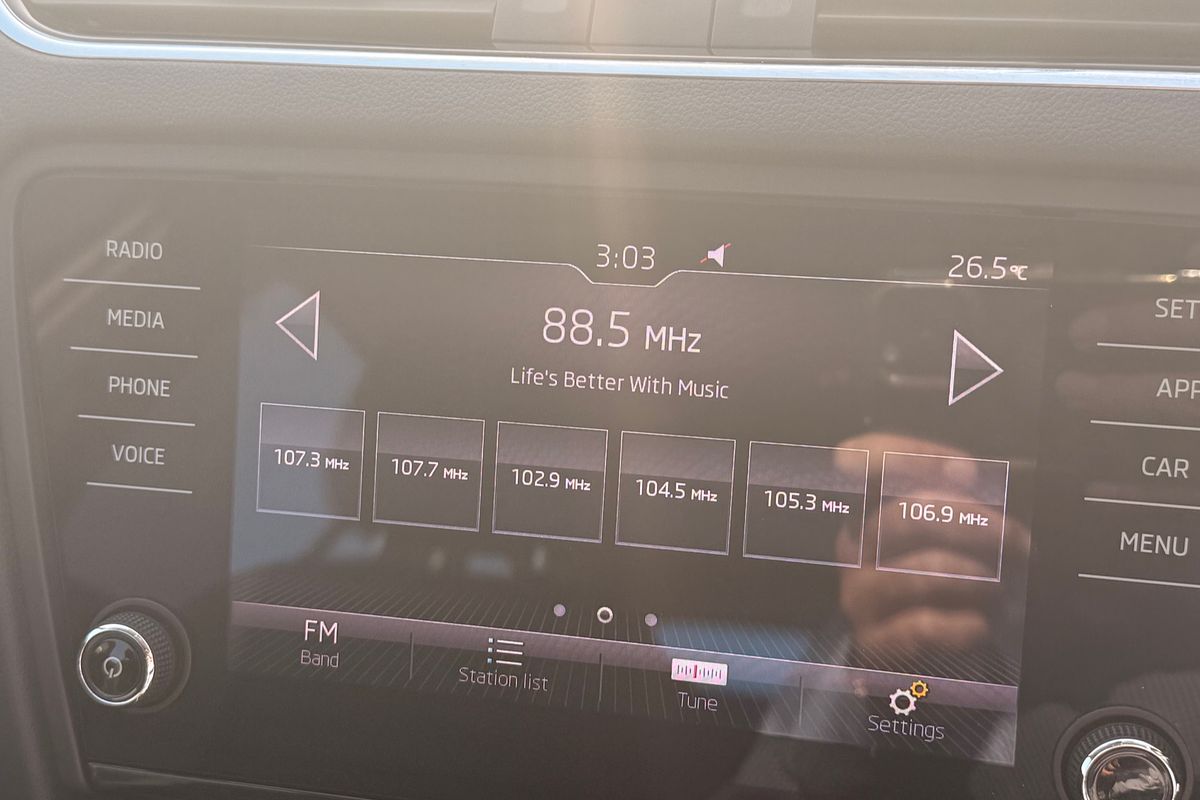 RADIO
MEDIA
PHONE
VOICE
3:03
26.5°C
88.5 MHz
Life's Better With Music
107.3 MHz
107.7 MHz
102.9 MHz
104.5 MHz
105.3 MHz
106.9 MHz
FM
Band
Station list
Tune
Settings
SET
APP
CAR
MENU